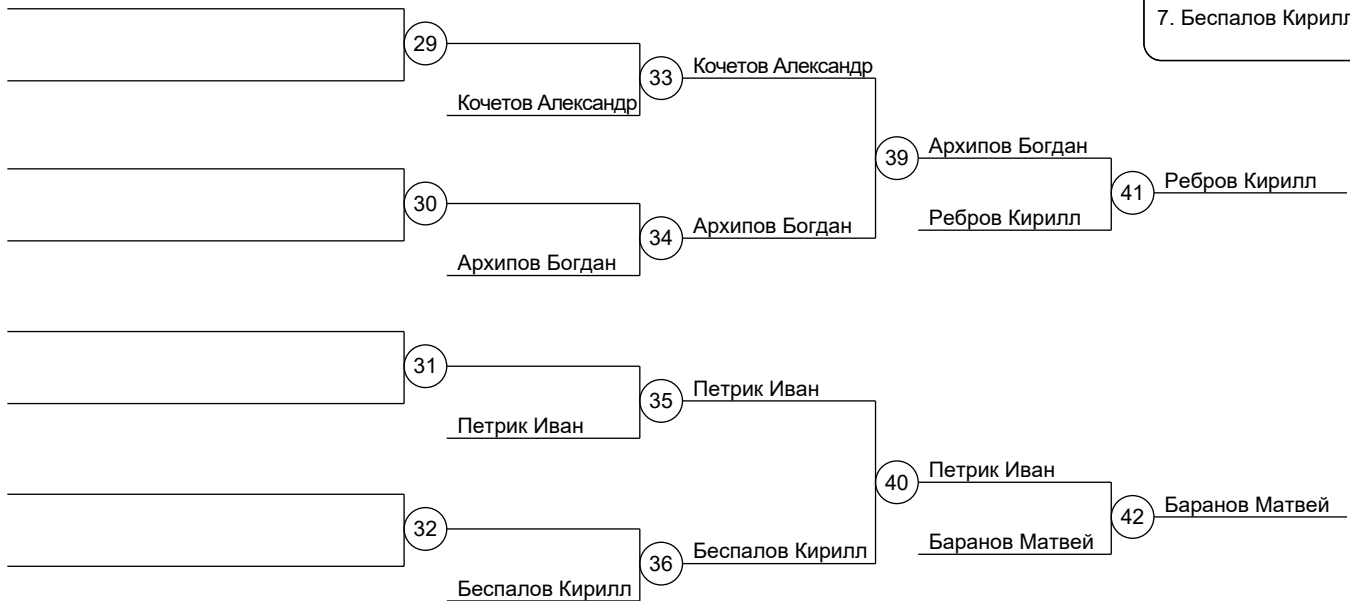 7. Беспалов Кирилл
29
33
Кочетов Александр
Кочетов Александр
39
Архипов Богдан
30
41
Ребров Кирилл
34
Архипов Богдан
Ребров Кирилл
Архипов Богдан
31
35
Петрик Иван
Петрик Иван
40
Петрик Иван
32
42
Баранов Матвей
36
Беспалов Кирилл
Баранов Матвей
Беспалов Кирилл